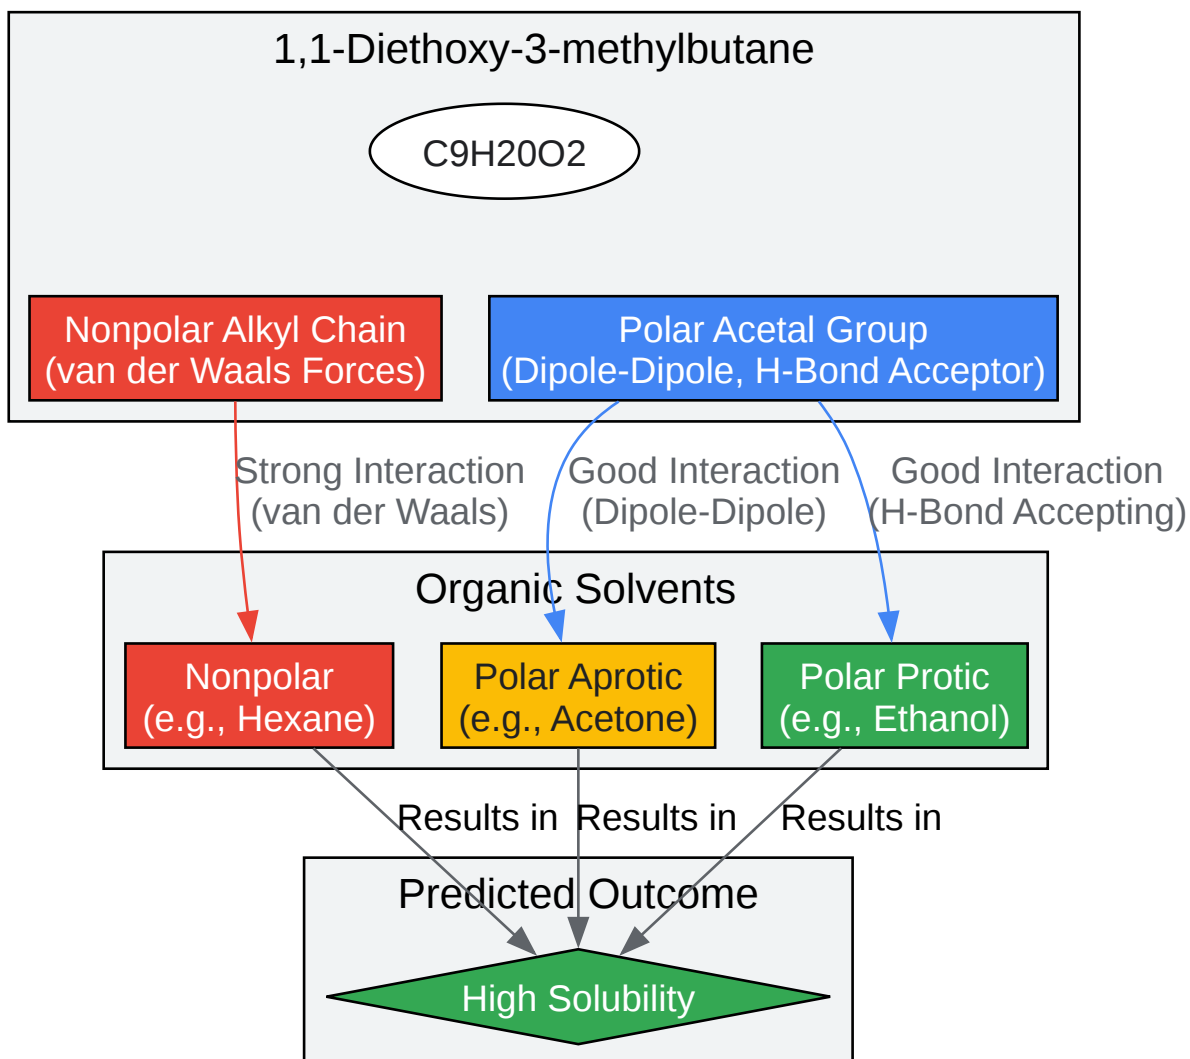 1,1-Diethoxy-3-methylbutane
C9H20O2
Nonpolar Alkyl Chain
(van der Waals Forces)
Polar Acetal Group
(Dipole-Dipole, H-Bond Acceptor)
Strong Interaction
(van der Waals)
Good Interaction
(Dipole-Dipole)
Good Interaction
(H-Bond Accepting)
Organic Solvents
Nonpolar
(e.g., Hexane)
Polar Aprotic
(e.g., Acetone)
Polar Protic
(e.g., Ethanol)
Results in
Results in
Results in
Predicted Outcome
High Solubility